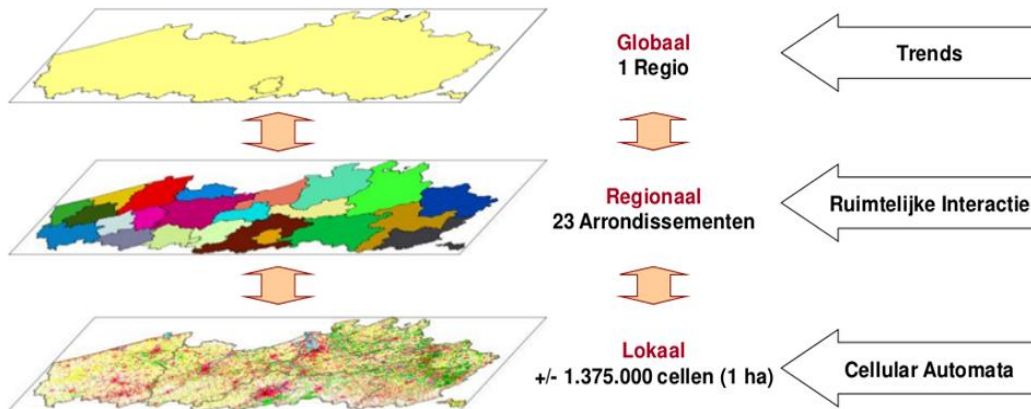 Globaal
1 Regio
Trends
Regionaal
23 Arrondissementen
Ruimtelijke Interactie
Lokaal
+/- 1.375.000 cellen (1 ha)
Cellular Automata